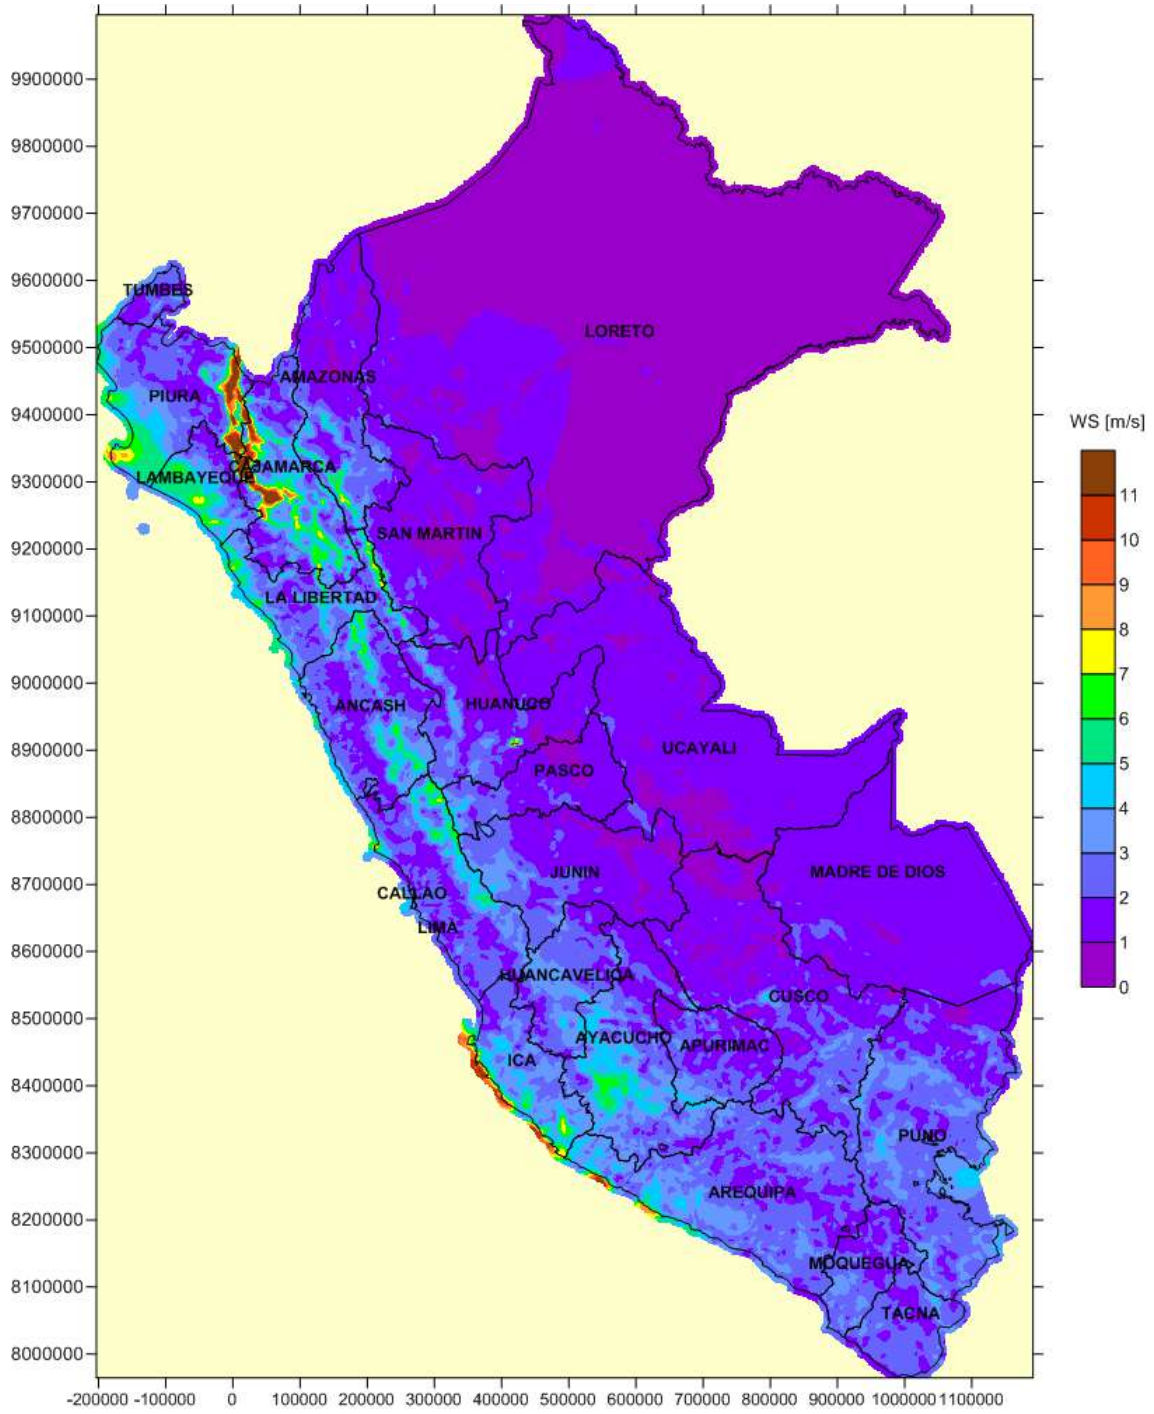 9900000
9800000
9700000
9600000
9500000
9400000
9300000
9200000
9100000
9000000
8900000
8800000
8700000
8600000
8500000
8400000
8300000
8200000
8100000
8000000
-200000 -100000 0 100000 200000 300000 400000 500000 600000 700000 800000 900000 1000000 1100000
TUMBES
LORETO
AMAZONAS
PIURA
CAJAMARCA
LAMBAYEQUE
SAN MARTIN
LA LIBERTAD
ANCASH
HUANUCO
UCAYALI
PASCO
JUNIN
MADRE DE DIOS
CALLAO
LIMA
HUANCAVELICA
CUSCO
AYACUCHO
APURIMAC
ICA
PUNO
AREQUIPA
MOQUEGUA
TACNA
WS [m/s]
11
10
9
8
7
6
5
4
3
2
1
0